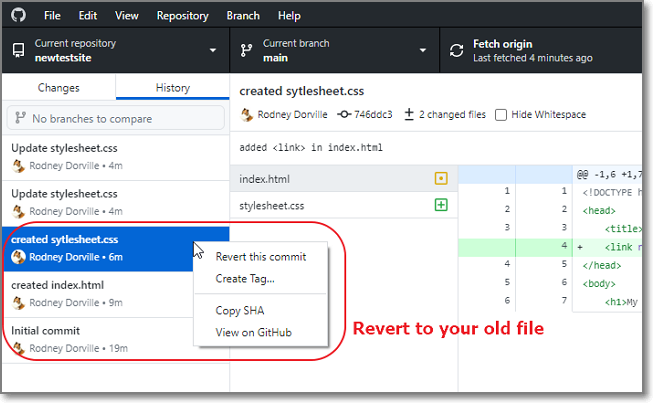 File Edit View Repository Branch Help
Current repository
newtestsite
Current branch
main
Fetch origin
Last fetched 4 minutes ago
Changes History
No branches to compare
Update stylesheet.css
Rodney Dorville • 4m
Update stylesheet.css
Rodney Dorville • 4m
created sytlesheet.css
Rodney Dorville • 6m
created index.html
Rodney Dorville • 9m
Initial commit
Rodney Dorville • 19m
Revert this commit
Create Tag...
Copy SHA
View on GitHub
created sytlesheet.css
Rodney Dorville 746ddc3 ± 2 changed files Hide Whitespace
added <link> in index.html
index.html
stylesheet.css
@@ -1,6 +1,7
1 1 <!DOCTYPE h
2 2 <head>
3 3 <title>
4 + <link r
4 5 </head>
5 6 <body>
6 7 <h1>My
Revert to your old file